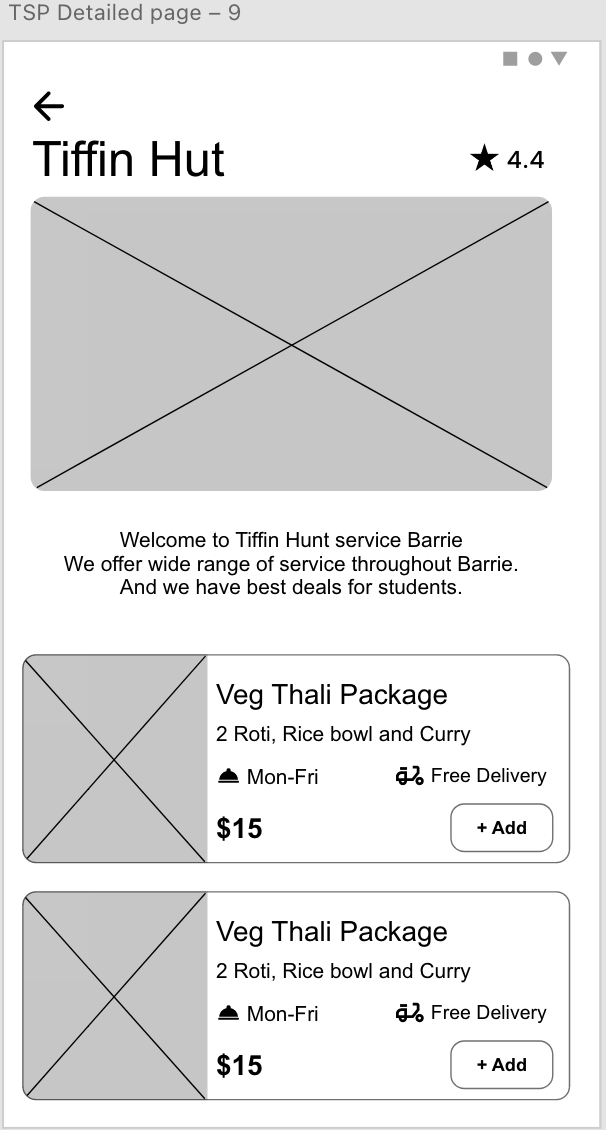 TSP Detailed page – 9
Tiffin Hut
4.4
Welcome to Tiffin Hunt service Barrie
We offer wide range of service throughout Barrie.
And we have best deals for students.
Veg Thali Package
2 Roti, Rice bowl and Curry
Mon-Fri Free Delivery
$15 + Add
Veg Thali Package
2 Roti, Rice bowl and Curry
Mon-Fri Free Delivery
$15 + Add